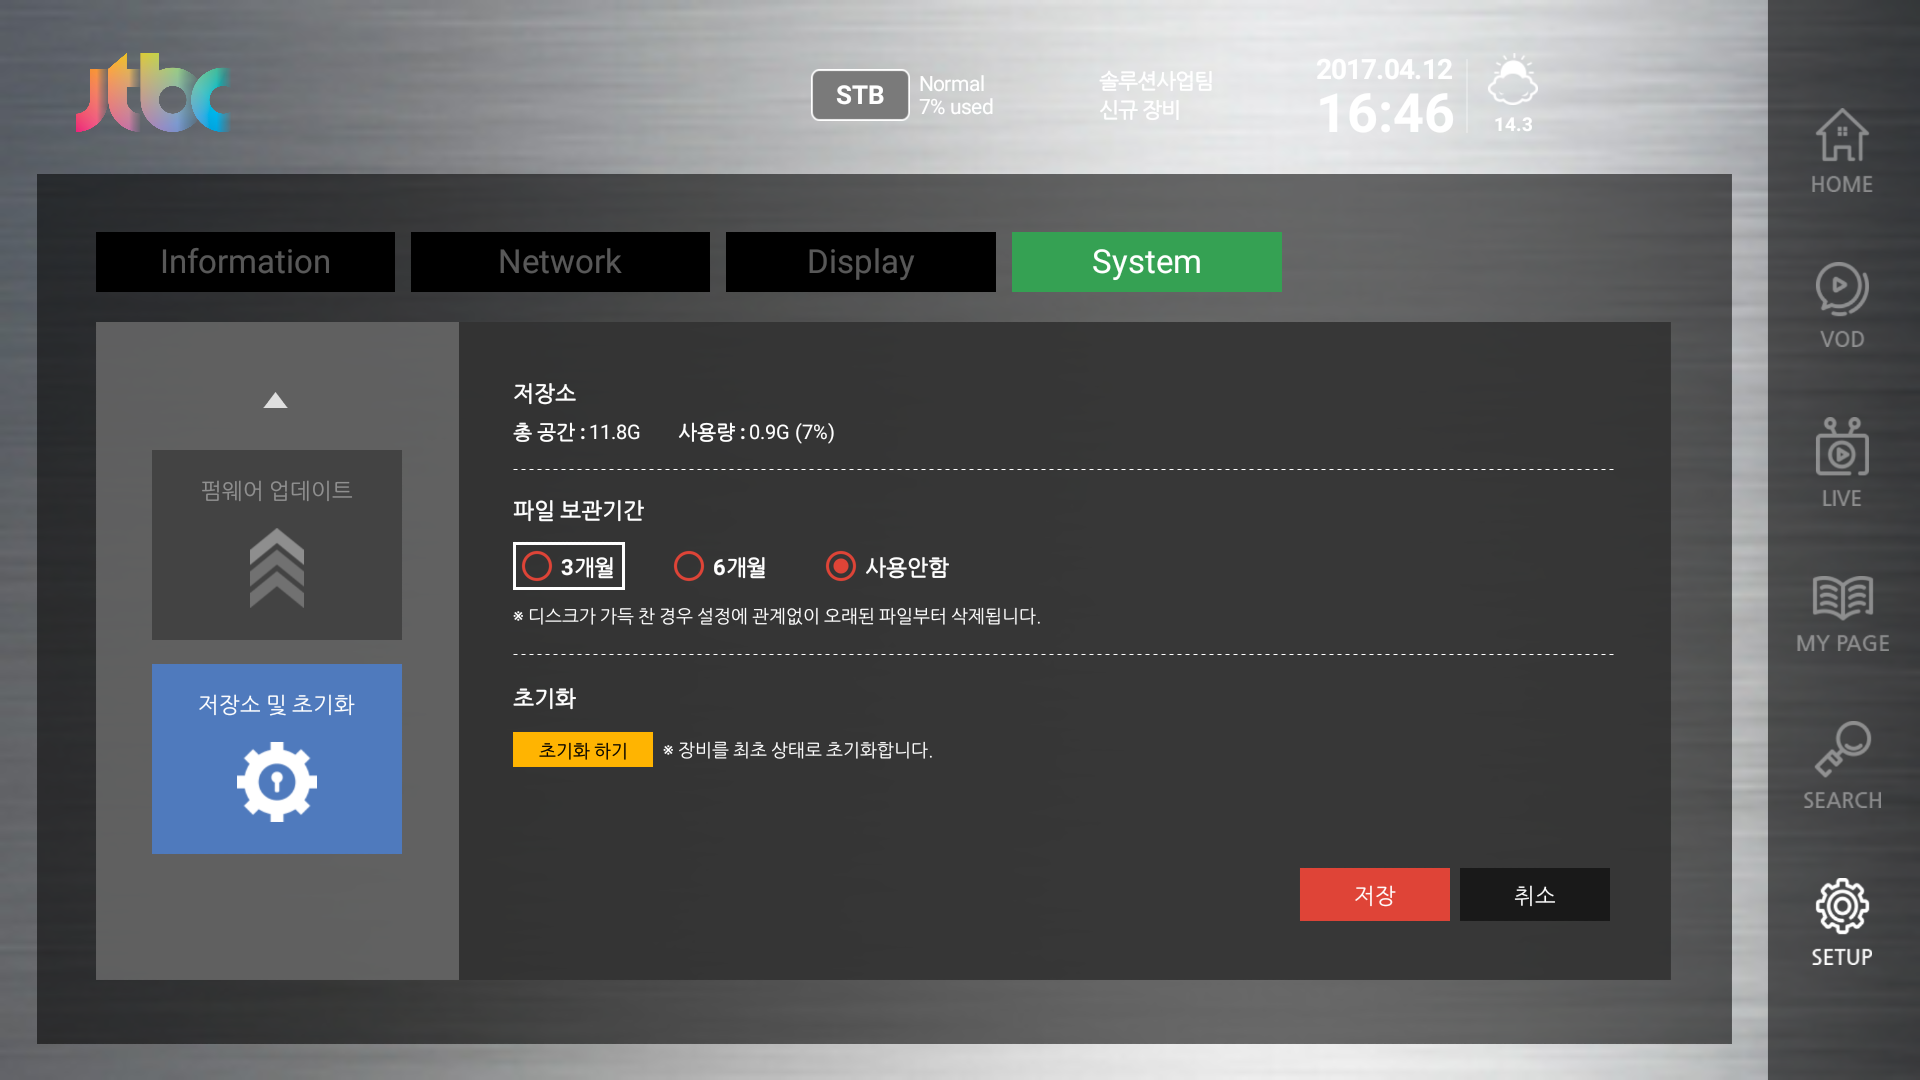 jtbc
STB
Normal
7% used
솔루션사업팀
신규 장비
2017.04.12
16:46
14.3
Information
Network
Display
System
펌웨어 업데이트
저장소 및 초기화
저장소
총 공간 : 11.8G 사용량 : 0.9G (7%)
파일 보관기간
3개월 6개월 사용안함
※ 디스크가 가득 찬 경우 설정에 관계없이 오래된 파일부터 삭제됩니다.
초기화
초기화 하기 ※ 장비를 최초 상태로 초기화합니다.
저장 취소
HOME
VOD
LIVE
MY PAGE
SEARCH
SETUP